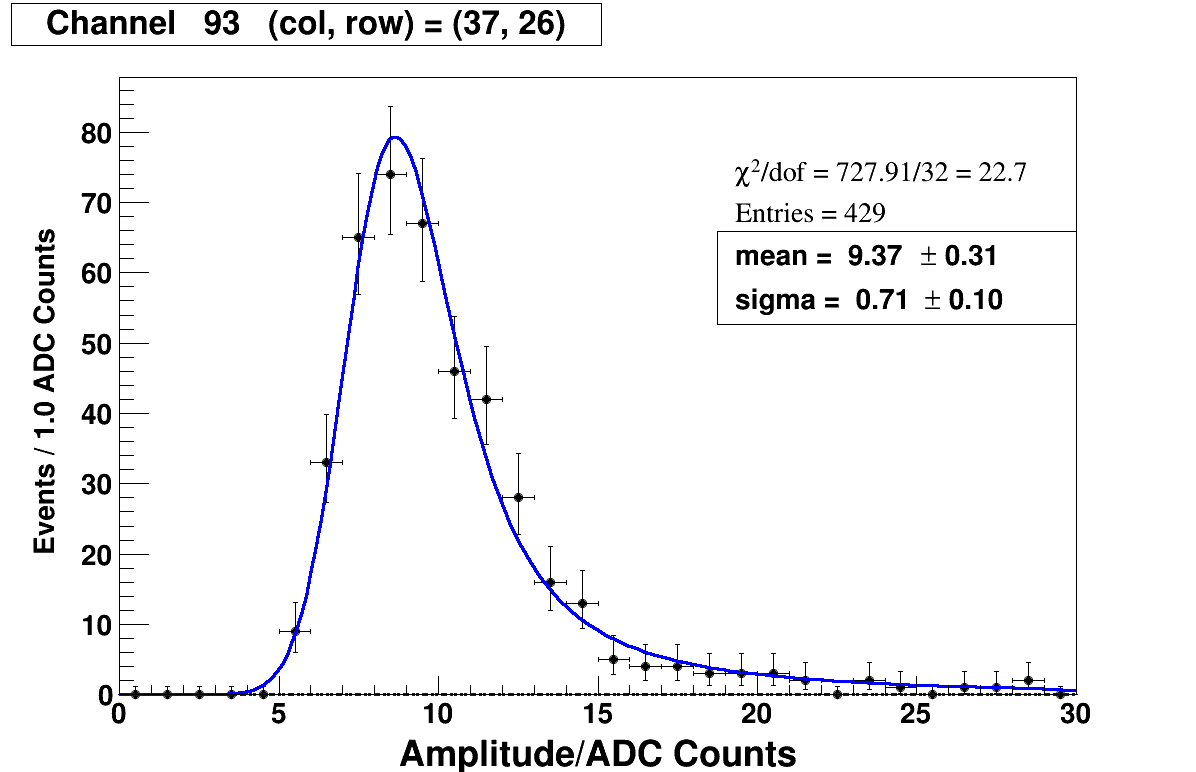 Channel 93 (col, row) = (37, 26)
χ²/dof = 727.91/32 = 22.7
Entries = 429
mean = 9.37 ± 0.31
sigma = 0.71 ± 0.10
Events / 1.0 ADC Counts
80
70
60
50
40
30
20
10
0
0 5 10 15 20 25 30
Amplitude/ADC Counts